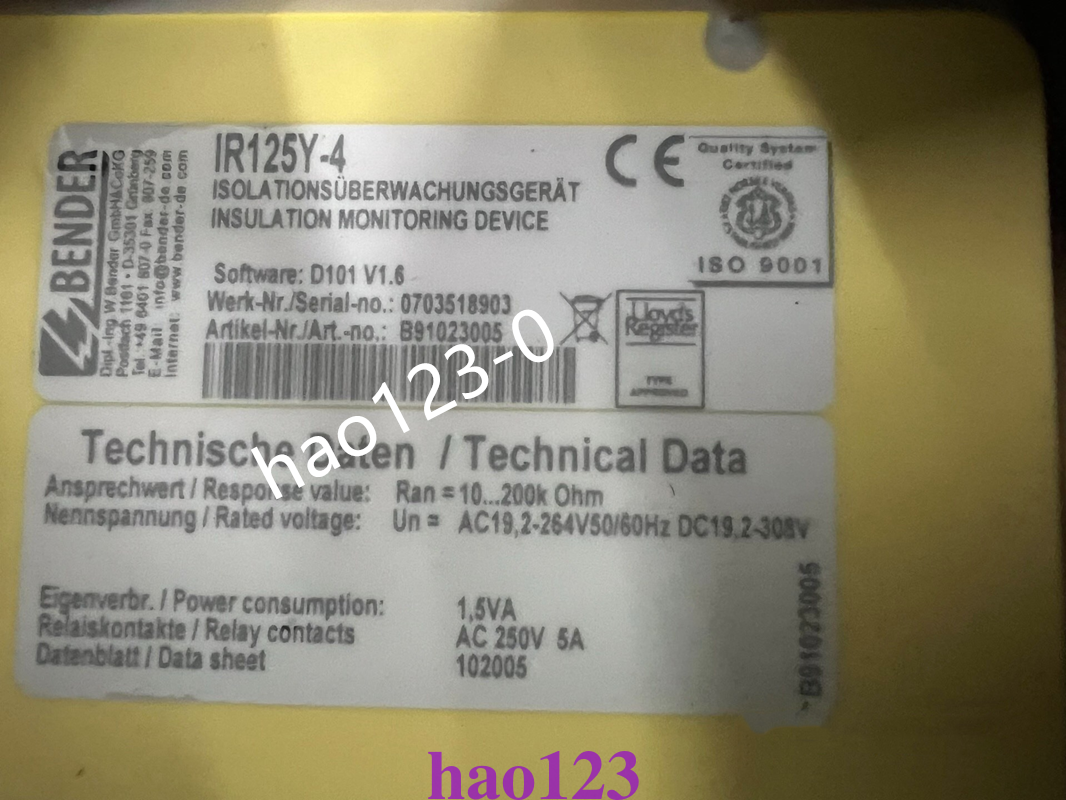 BENDER
Dipl.-Ing.W.Bender GmbH&CoKG
Postfach 1161 • D-35301 Grünberg
Tel.: +49 6401 807-0 Fax: 807-259
E-Mail: info@bender-de.com
Internet: www.bender-de.com
IR125Y-4
ISOLATIONSÜBERWACHUNGSGERÄT
INSULATION MONITORING DEVICE
Software: D101 V1.6
Werk-Nr./Serial-no.: 0703518903
Artikel-Nr./Art.-no.: B91023005
CE
Quality System
Certified
ISO 9001
Lloyd's
Register
TYPE
APPROVED
hao123-0
Technische Daten / Technical Data
Ansprechwert / Response value: Ran = 10...200k Ohm
Nennspannung / Rated voltage: Un = AC19,2-264V50/60Hz DC19,2-308V
Eigenverbr. / Power consumption: 1,5VA
Relaiskontakte / Relay contacts AC 250V 5A
Datenblatt / Data sheet 102005
>B91023005
hao123